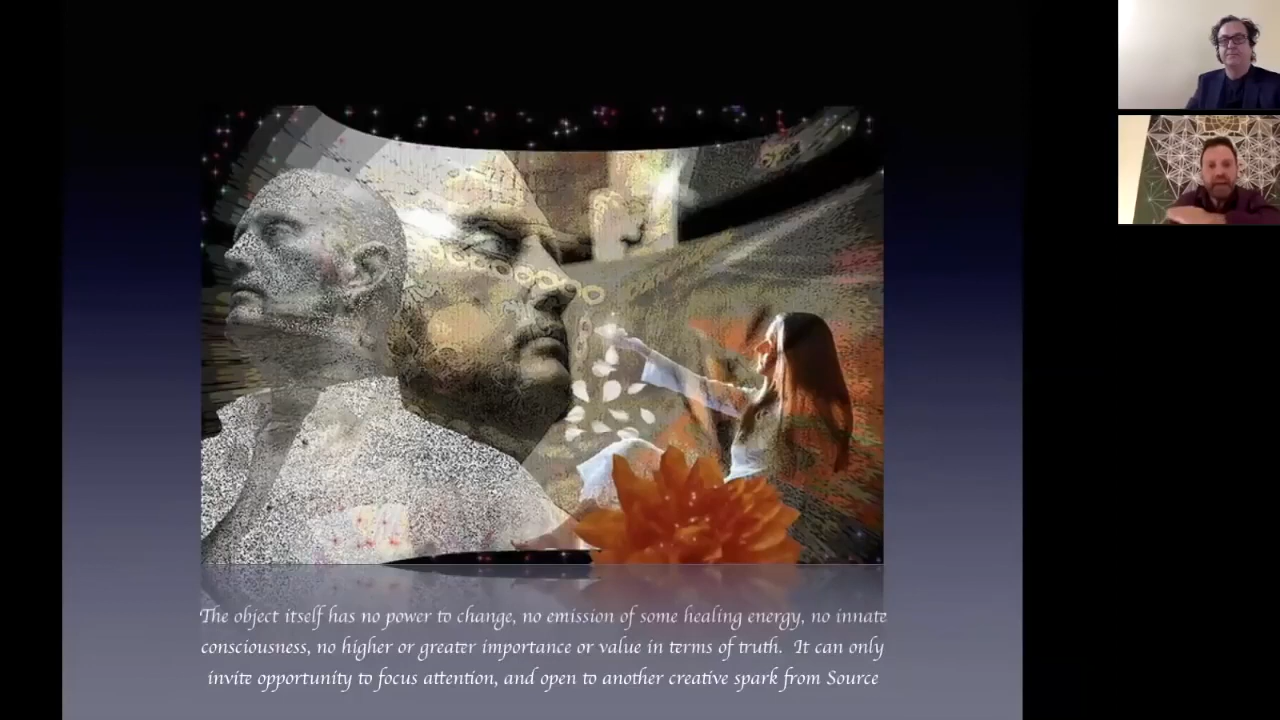 The object itself has no power to change, no emission of some healing energy, no innate
consciousness, no higher or greater importance or value in terms of truth.  It can only
invite opportunity to focus attention, and open to another creative spark from Source